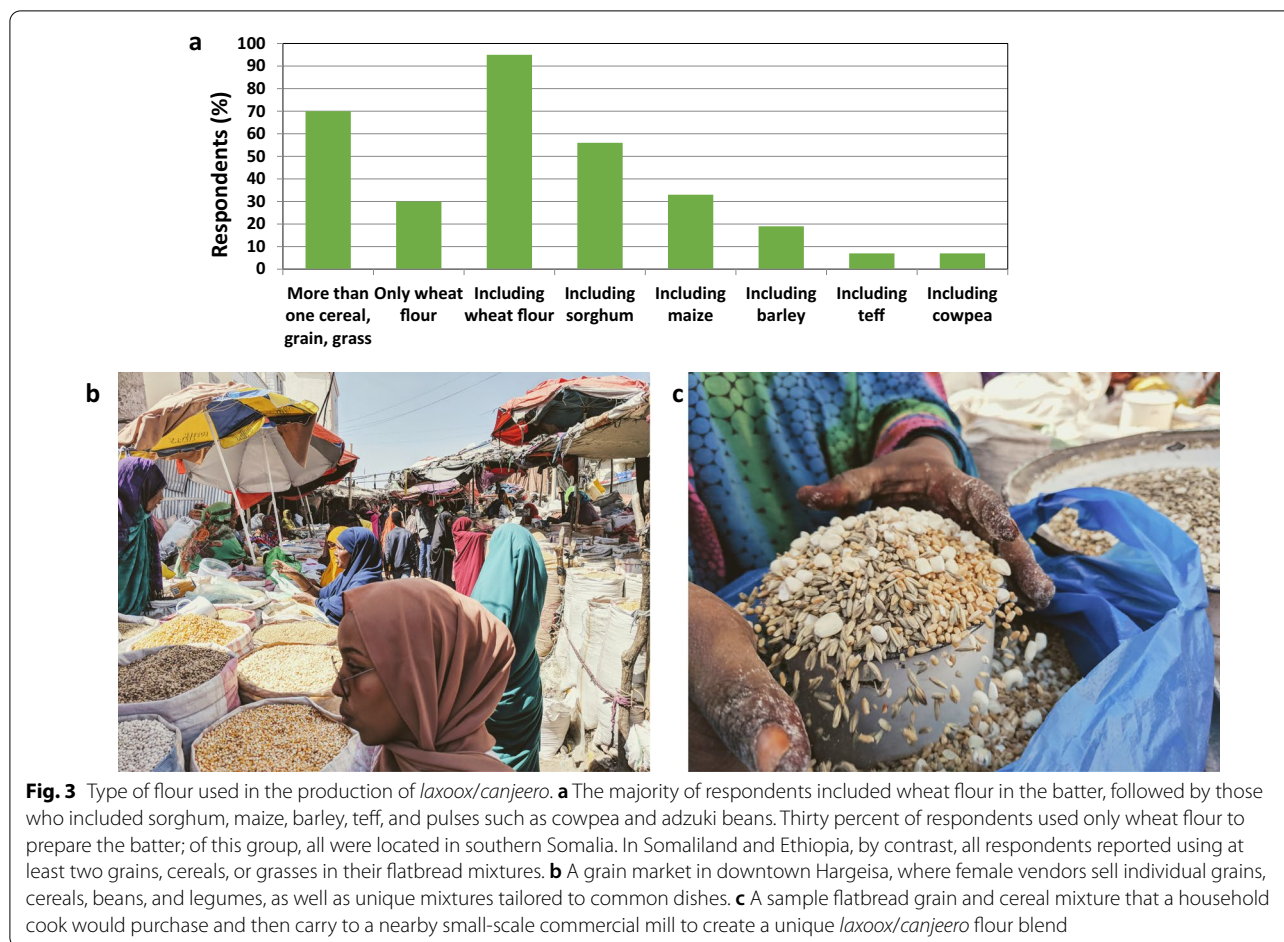 a
100
90
80
70
60
50
40
30
20
10
0
Respondents (%)
More than
one cereal,
grain, grass
Only wheat
flour
Including
wheat flour
Including
sorghum
Including
maize
Including
barley
Including
teff
Including
cowpea
b
c
Fig. 3 Type of flour used in the production of laxoox/canjeero. a The majority of respondents included wheat flour in the batter, followed by those
who included sorghum, maize, barley, teff, and pulses such as cowpea and adzuki beans. Thirty percent of respondents used only wheat flour to
prepare the batter; of this group, all were located in southern Somalia. In Somaliland and Ethiopia, by contrast, all respondents reported using at
least two grains, cereals, or grasses in their flatbread mixtures. b A grain market in downtown Hargeisa, where female vendors sell individual grains,
cereals, beans, and legumes, as well as unique mixtures tailored to common dishes. c A sample flatbread grain and cereal mixture that a household
cook would purchase and then carry to a nearby small-scale commercial mill to create a unique laxoox/canjeero flour blend